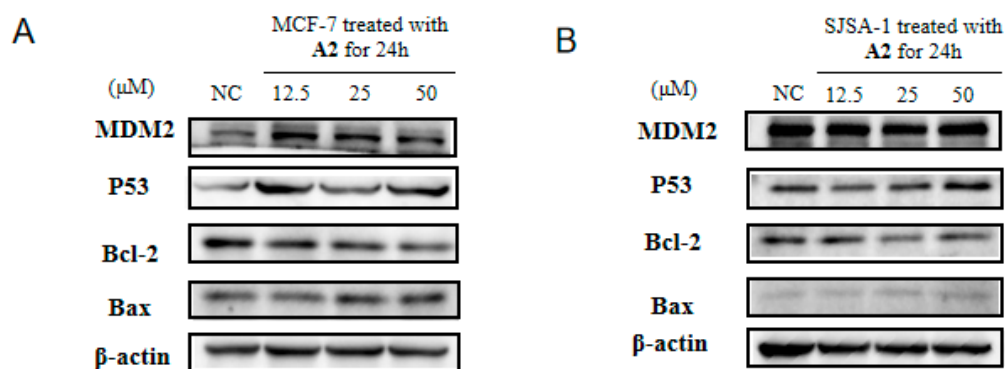 A
MCF-7 treated with
A2 for 24h
(μM)
NC 12.5 25 50
MDM2
P53
Bcl-2
Bax
β-actin
B
SJSA-1 treated with
A2 for 24h
(μM)
NC 12.5 25 50
MDM2
P53
Bcl-2
Bax
β-actin